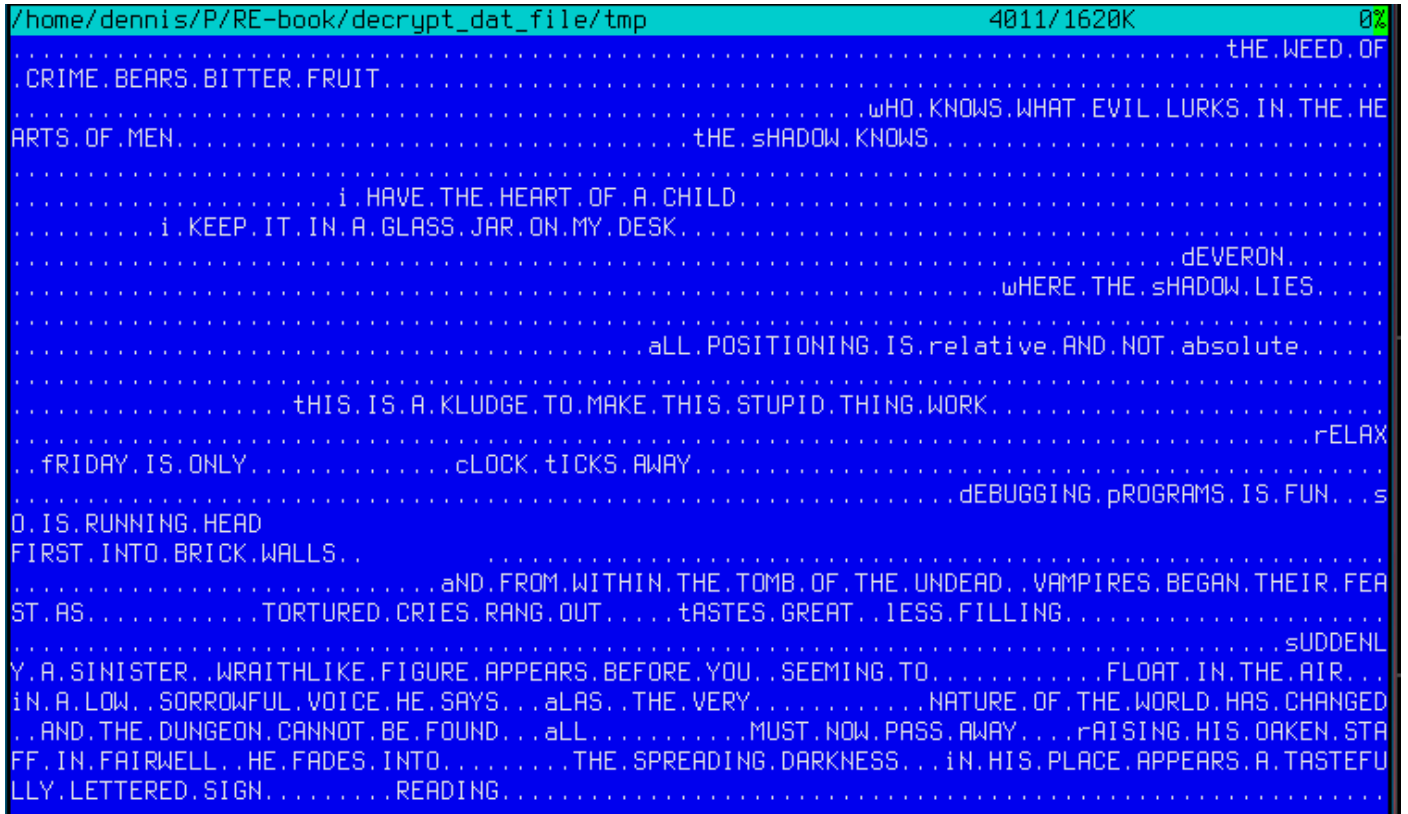 /home/dennis/P/RE-book/decrypt_dat_file/tmp 4011/1620K 0%
..................................................................................tHE.WEED.OF
.CRIME.BEARS.BITTER.FRUIT....................................................................
..........................................................wHO.KNOWS.WHAT.EVIL.LURKS.IN.THE.HE
ARTS.OF.MEN...................................tHE.sHADOW.KNOWS...............................
.............................................................................................
......................i.HAVE.THE.HEART.OF.A.CHILD............................................
..........i.KEEP.IT.IN.A.GLASS.JAR.ON.MY.DESK................................................
...............................................................................dEVERON.......
...................................................................wHERE.THE.sHADOW.LIES.....
.............................................................................................
...........................................aLL.POSITIONING.IS.relative.AND.NOT.absolute......
.............................................................................................
...................tHIS.IS.A.KLUDGE.TO.MAKE.THIS.STUPID.THING.WORK...........................
........................................................................................rELAX
..fRIDAY.IS.ONLY..............cLOCK.tICKS.AWAY...............................................
................................................................dEBUGGING.pROGRAMS.IS.FUN...s
O.IS.RUNNING.HEAD
FIRST.INTO.BRICK.WALLS..        .............................................................
.............................aND.FROM.WITHIN.THE.TOMB.OF.THE.UNDEAD..VAMPIRES.BEGAN.THEIR.FEA
ST.AS............TORTURED.CRIES.RANG.OUT.....tASTES.GREAT..lESS.FILLING......................
......................................................................................sUDDENL
Y.A.SINISTER..WRAITHLIKE.FIGURE.APPEARS.BEFORE.YOU..SEEMING.TO............FLOAT.IN.THE.AIR...
iN.A.LOW..SORROWFUL.VOICE.HE.SAYS...aLAS..THE.VERY............NATURE.OF.THE.WORLD.HAS.CHANGED
..AND.THE.DUNGEON.CANNOT.BE.FOUND...aLL...........MUST.NOW.PASS.AWAY....rAISING.HIS.OAKEN.STA
FF.IN.FAIRWELL..HE.FADES.INTO.........THE.SPREADING.DARKNESS...iN.HIS.PLACE.APPEARS.A.TASTEFU
LLY.LETTERED.SIGN.........READING............................................................